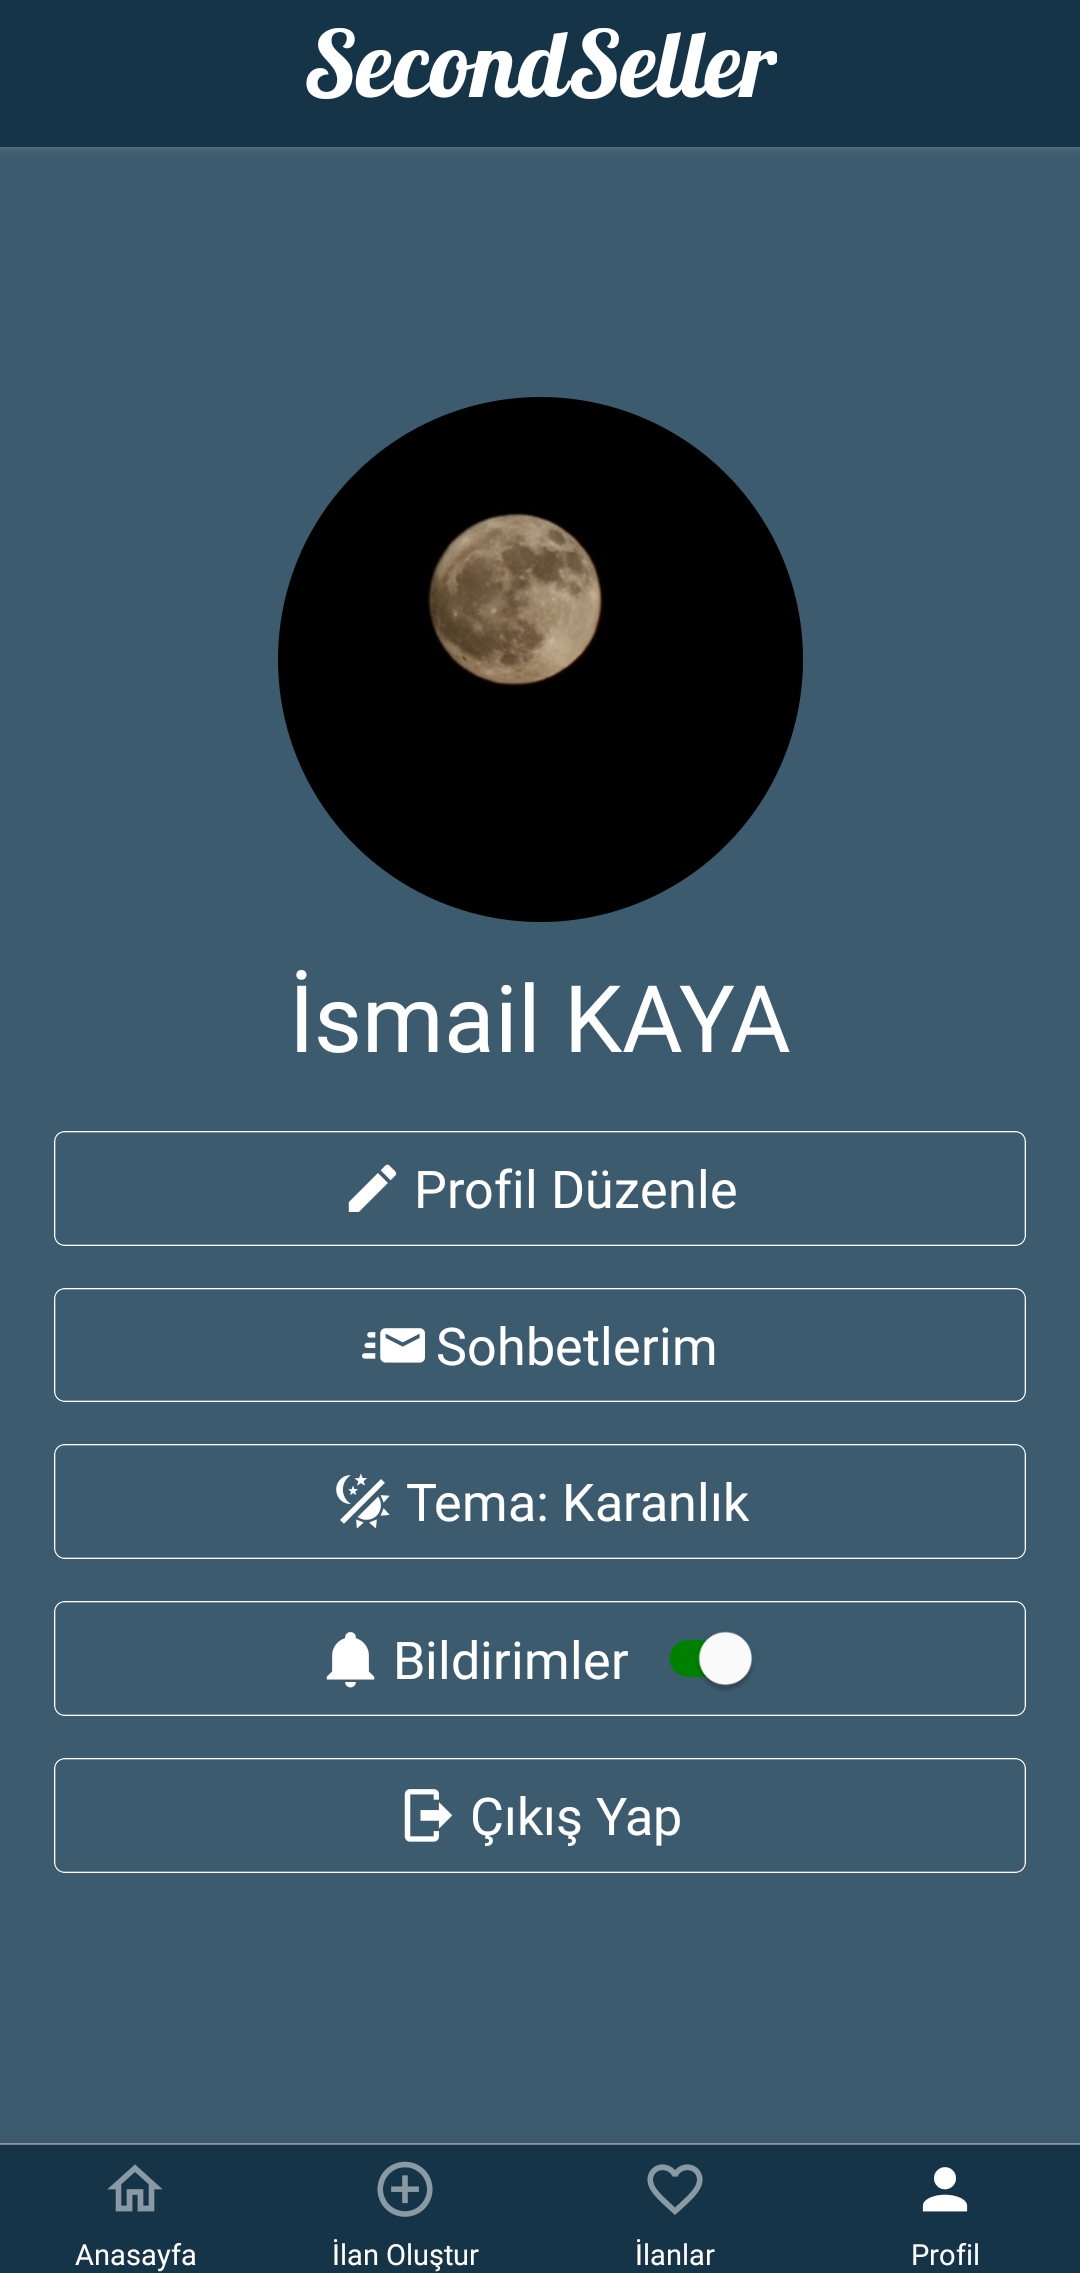 SecondSeller
İsmail KAYA
Profil Düzenle
Sohbetlerim
Tema: Karanlık
Bildirimler
Çıkış Yap
Anasayfa
İlan Oluştur
İlanlar
Profil